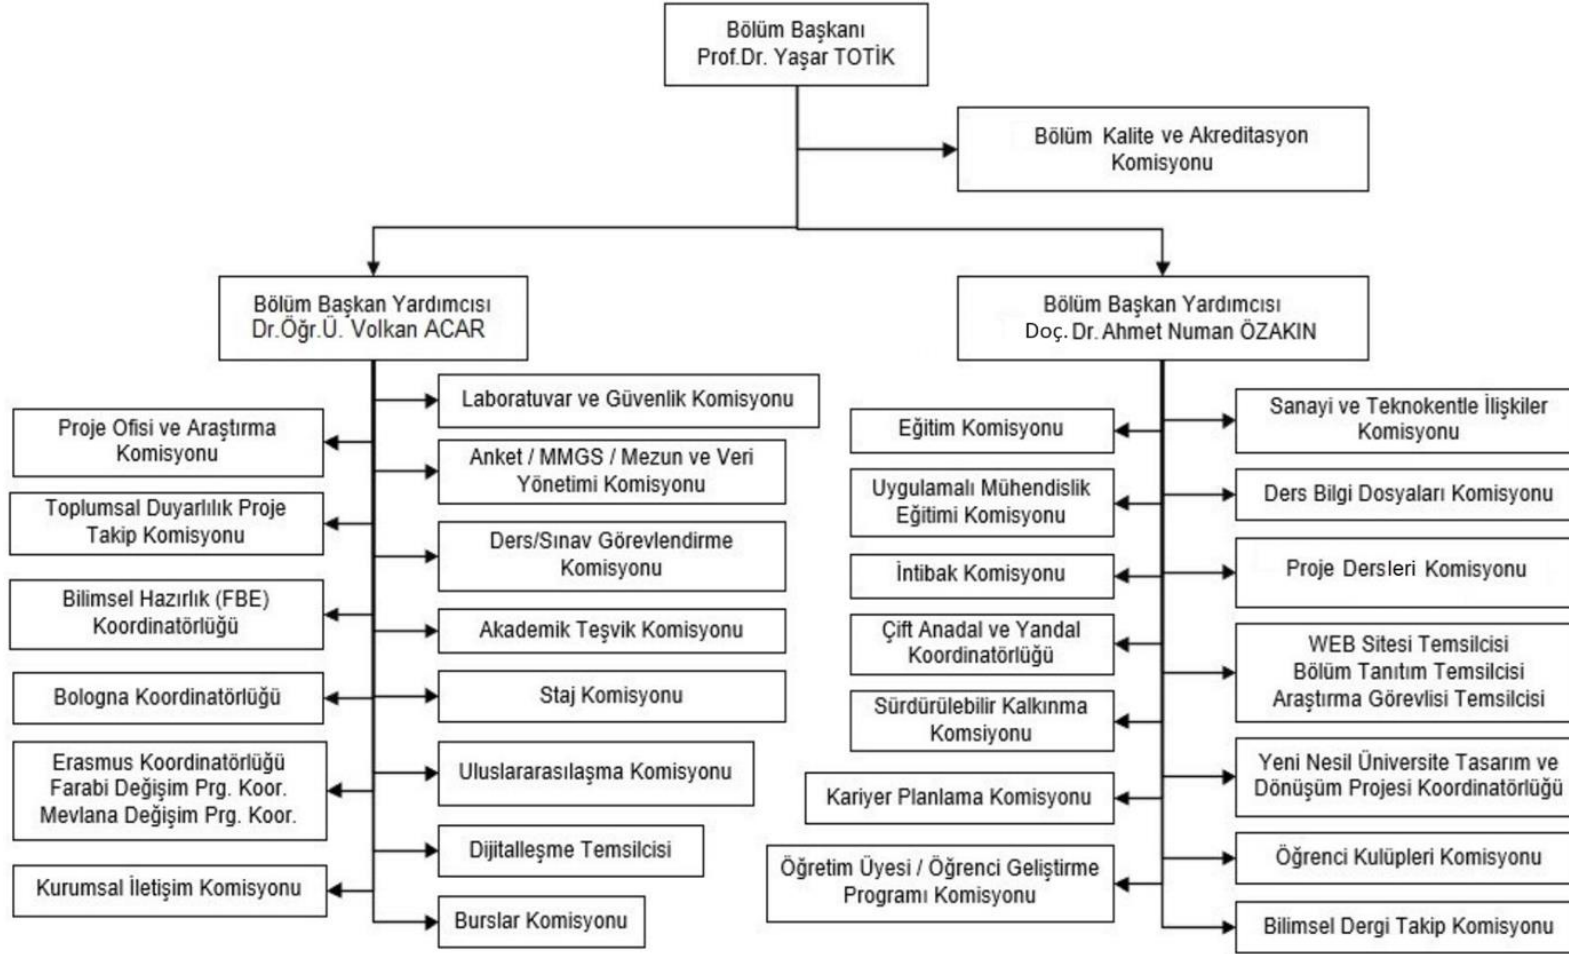 Bölüm Başkanı
Prof.Dr. Yaşar TOTİK
Bölüm Kalite ve Akreditasyon
Komisyonu
Bölüm Başkan Yardımcısı
Dr.Öğr.Ü. Volkan ACAR
Bölüm Başkan Yardımcısı
Doç. Dr. Ahmet Numan ÖZAKIN
Proje Ofisi ve Araştırma
Komisyonu
Toplumsal Duyarlılık Proje
Takip Komisyonu
Bilimsel Hazırlık (FBE)
Koordinatörlüğü
Bologna Koordinatörlüğü
Erasmus Koordinatörlüğü
Farabi Değişim Prg. Koor.
Mevlana Değişim Prg. Koor.
Kurumsal İletişim Komisyonu
Laboratuvar ve Güvenlik Komisyonu
Anket / MMGS / Mezun ve Veri
Yönetimi Komisyonu
Ders/Sınav Görevlendirme
Komisyonu
Akademik Teşvik Komisyonu
Staj Komisyonu
Uluslararasılaşma Komisyonu
Dijitalleşme Temsilcisi
Burslar Komisyonu
Eğitim Komisyonu
Uygulamalı Mühendislik
Eğitimi Komisyonu
İntibak Komisyonu
Çift Anadal ve Yandal
Koordinatörlüğü
Sürdürülebilir Kalkınma
Komsiyonu
Kariyer Planlama Komisyonu
Öğretim Üyesi / Öğrenci Geliştirme
Programı Komisyonu
Sanayi ve Teknokentle İlişkiler
Komisyonu
Ders Bilgi Dosyaları Komisyonu
Proje Dersleri Komisyonu
WEB Sitesi Temsilcisi
Bölüm Tanıtım Temsilcisi
Araştırma Görevlisi Temsilcisi
Yeni Nesil Üniversite Tasarım ve
Dönüşüm Projesi Koordinatörlüğü
Öğrenci Kulüpleri Komisyonu
Bilimsel Dergi Takip Komisyonu